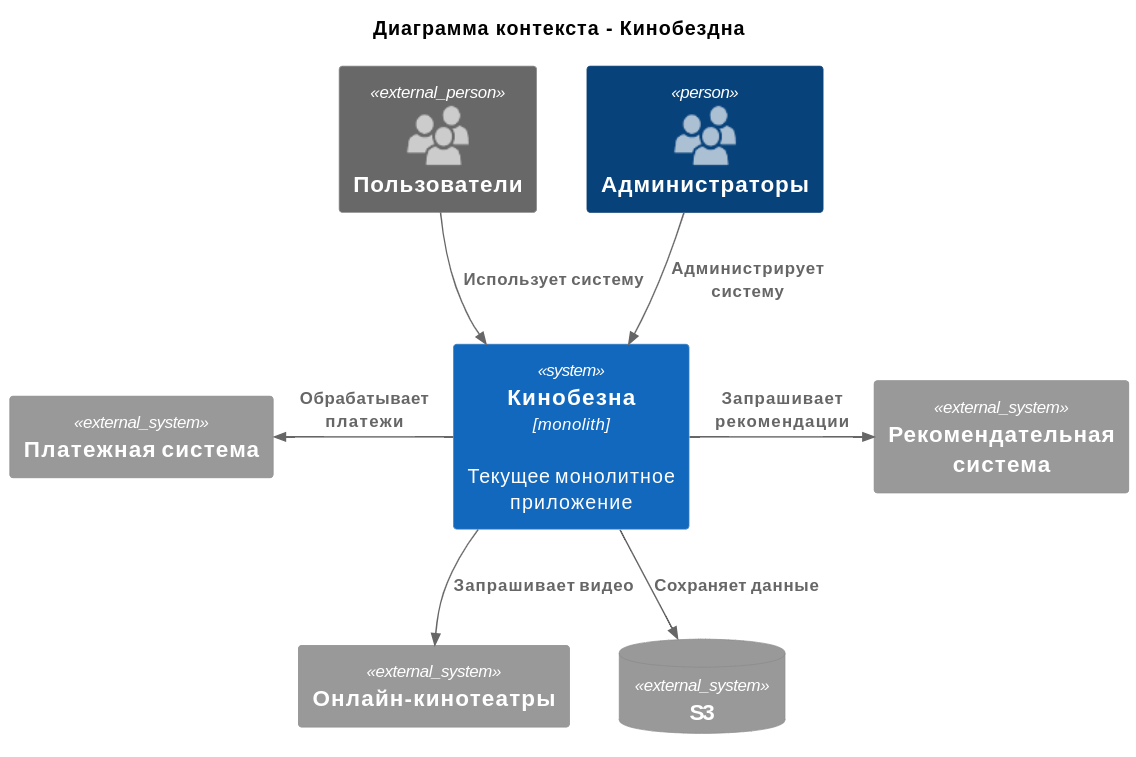 Диаграмма контекста - Кинобездна
«external_person»
Пользователи
«person»
Администраторы
Использует систему
Администрирует
систему
«system»
Кинобезна
[monolith]
Текущее монолитное
приложение
Обрабатывает
платежи
«external_system»
Платежная система
Запрашивает
рекомендации
«external_system»
Рекомендательная
система
Запрашивает видео
Сохраняет данные
«external_system»
Онлайн-кинотеатры
«external_system»
S3